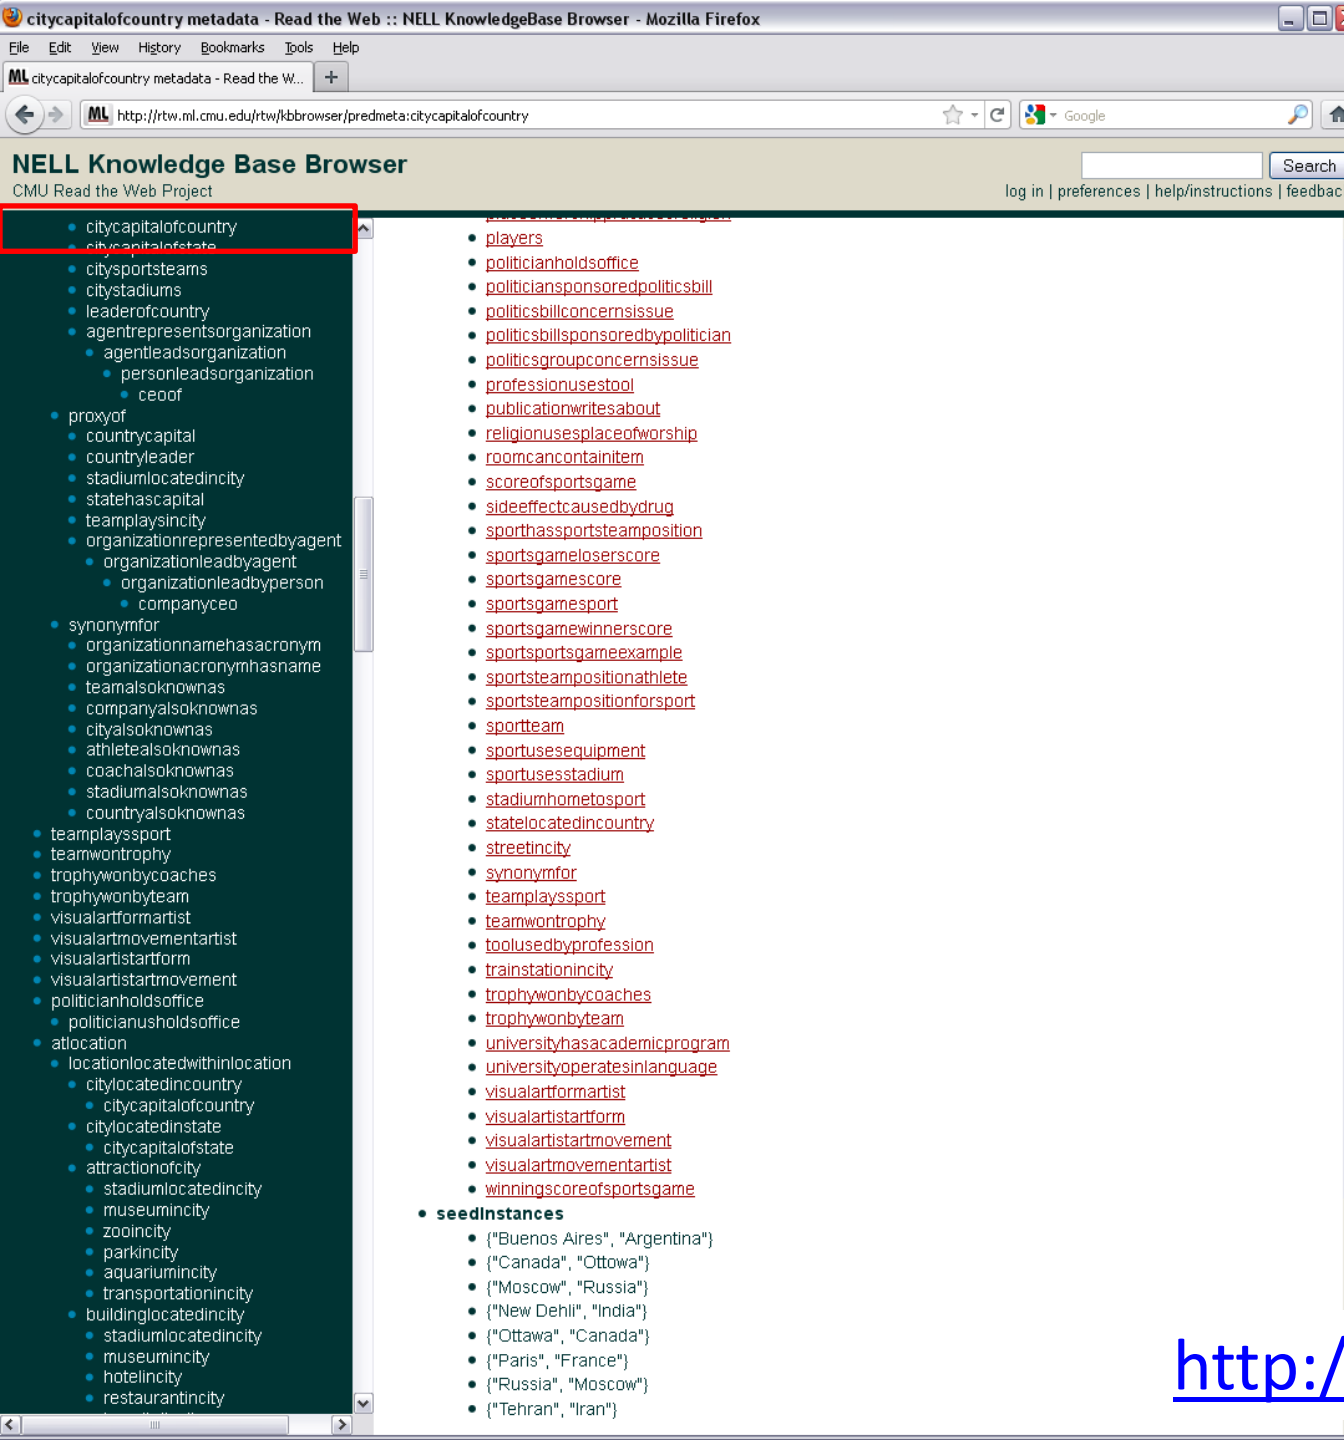 citycapitalofcountry metadata - Read the Web :: NELL KnowledgeBase Browser - Mozilla Firefox
File Edit View History Bookmarks Tools Help
ML citycapitalofcountry metadata - Read the W... +
ML http://rtw.ml.cmu.edu/rtw/kbbrowser/predmeta:citycapitalofcountry
Google
NELL Knowledge Base Browser
CMU Read the Web Project
Search
log in | preferences | help/instructions | feedbac
citycapitalofcountry
citycapitalofstate
citysportsteams
citystadiums
leaderofcountry
agentrepresentsorganization
agentleadsorganization
personleadsorganization
ceoof
proxyof
countrycapital
countryleader
stadiumlocatedincity
statehascapital
teamplaysincity
organizationrepresentedbyagent
organizationleadbyagent
organizationleadbyperson
companyceo
synonymfor
organizationnamehasacronym
organizationacronymhasname
teamalsoknownas
companyalsoknownas
cityalsoknownas
athletealsoknownas
coachalsoknownas
stadiumalsoknownas
countryalsoknownas
teamplayssport
teamwontrophy
trophywonbycoaches
trophywonbyteam
visualartformartist
visualartmovementartist
visualartistartform
visualartistartmovement
politicianholdsoffice
politicianusholdsoffice
atlocation
locationlocatedwithinlocation
citylocatedincountry
citycapitalofcountry
citylocatedinstate
citycapitalofstate
attractionofcity
stadiumlocatedincity
museumincity
zooincity
parkincity
aquariumincity
transportationincity
buildinglocatedincity
stadiumlocatedincity
museumincity
hotelincity
restaurantincity
players
politicianholdsoffice
politiciansponsoredpoliticsbill
politicsbillconcernsissue
politicsbillsponsoredbypolitician
politicsgroupconcernsissue
professionusestool
publicationwritesabout
religionusesplaceofworship
roomcancontainitem
scoreofsportsgame
sideeffectcausedbydrug
sporthassportsteamposition
sportsgameloserscore
sportsgamescore
sportsgamesport
sportsgamewinnerscore
sportsportsgameexample
sportsteampositionathlete
sportsteampositionforsport
sportteam
sportusesequipment
sportusesstadium
stadiumhometosport
statelocatedincountry
streetincity
synonymfor
teamplayssport
teamwontrophy
toolusedbyprofession
trainstationincity
trophywonbycoaches
trophywonbyteam
universityhasacademicprogram
universityoperatesinlanguage
visualartformartist
visualartistartform
visualartistartmovement
visualartmovementartist
winningscoreofsportsgame
seedInstances
{"Buenos Aires", "Argentina"}
{"Canada", "Ottowa"}
{"Moscow", "Russia"}
{"New Dehli", "India"}
{"Ottawa", "Canada"}
{"Paris", "France"}
{"Russia", "Moscow"}
{"Tehran", "Iran"}
http:/